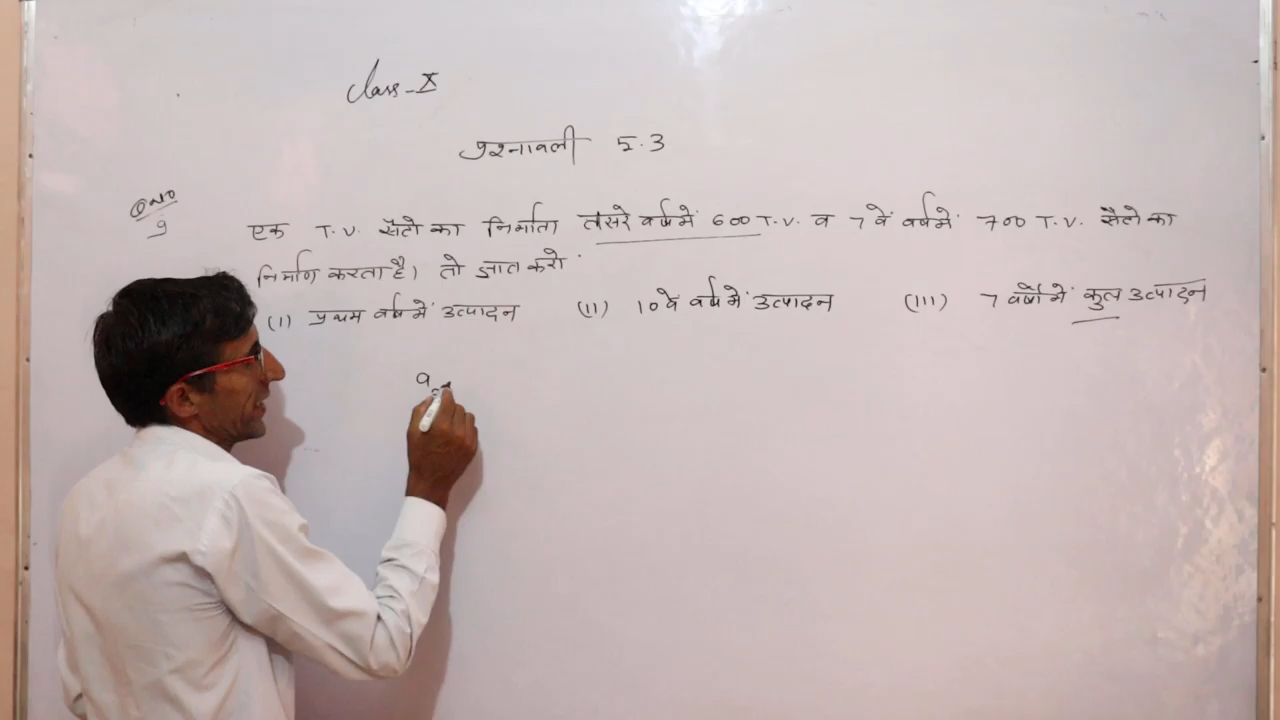 Class-X
प्रश्नावली 5.3
Q.No
9 एक T.V. सैटो का निर्माता तीसरे वर्ष में 600 T.V. व 7 वें वर्ष में 700 T.V. सैटो का
निर्माण करता है। तो ज्ञात करो
(I) प्रथम वर्ष में उत्पादन (II) 10 वें वर्ष में उत्पादन (III) 7 वर्षों में कुल उत्पादन
a